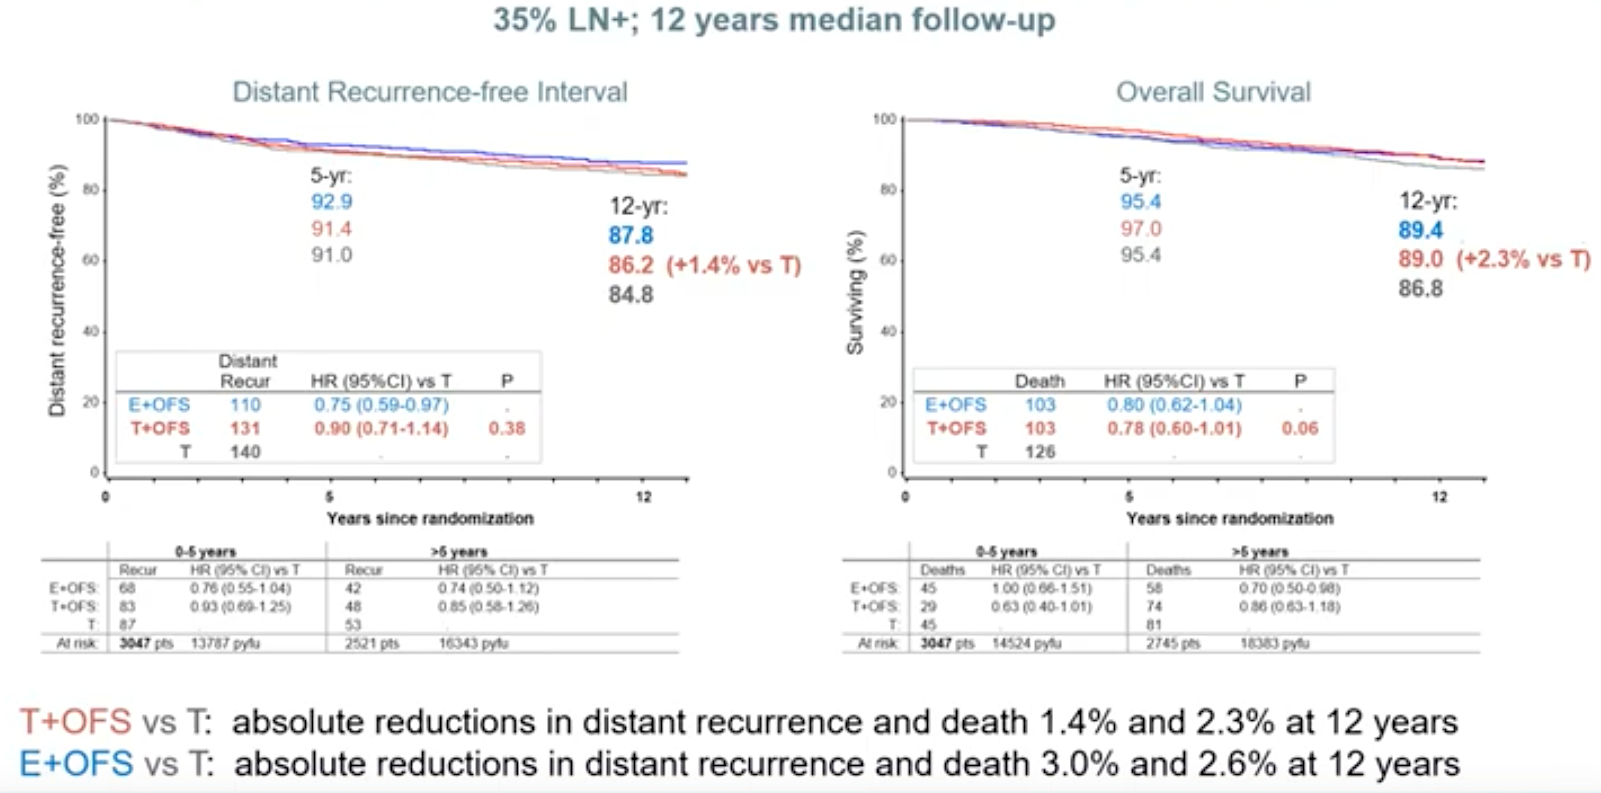 35% LN+; 12 years median follow-up
Distant Recurrence-free Interval
Distant recurrence-free (%)
100
80
60
40
20
0
5-yr:
92.9
91.4
91.0
12-yr:
87.8
86.2 (+1.4% vs T)
84.8
Distant
Recur HR (95%CI) vs T P
E+OFS 110 0.75 (0.59-0.97) .
T+OFS 131 0.90 (0.71-1.14) 0.38
T 140 . .
0 5 12
Years since randomization
0-5 years >5 years
Recur HR (95% CI) vs T Recur HR (95% CI) vs T
E+OFS: 68 0.76 (0.55-1.04) 42 0.74 (0.50-1.12)
T+OFS: 83 0.93 (0.69-1.25) 48 0.85 (0.58-1.26)
T: 87 53
At risk: 3047 pts 13787 pyfu 2521 pts 16343 pyfu
Overall Survival
Surviving (%)
100
80
60
40
20
0
5-yr:
95.4
97.0
95.4
12-yr:
89.4
89.0 (+2.3% vs T)
86.8
Death HR (95%CI) vs T P
E+OFS 103 0.80 (0.62-1.04) .
T+OFS 103 0.78 (0.60-1.01) 0.06
T 126 . .
0 5 12
Years since randomization
0-5 years >5 years
Deaths HR (95% CI) vs T Deaths HR (95% CI) vs T
E+OFS: 45 1.00 (0.66-1.51) 58 0.70 (0.50-0.98)
T+OFS: 29 0.63 (0.40-1.01) 74 0.86 (0.63-1.18)
T: 45 81
At risk: 3047 pts 14524 pyfu 2745 pts 18383 pyfu
T+OFS vs T: absolute reductions in distant recurrence and death 1.4% and 2.3% at 12 years
E+OFS vs T: absolute reductions in distant recurrence and death 3.0% and 2.6% at 12 years